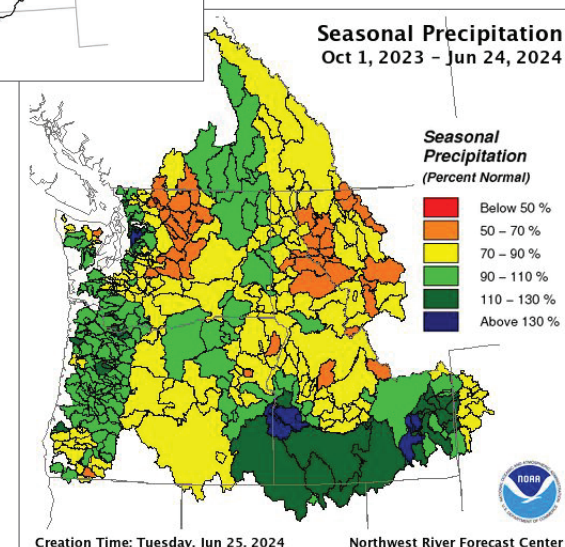 Seasonal Precipitation
Oct 1, 2023 – Jun 24, 2024
Seasonal
Precipitation
(Percent Normal)
Below 50 %
50 – 70 %
70 – 90 %
90 – 110 %
110 – 130 %
Above 130 %
NOAA
Creation Time: Tuesday, Jun 25, 2024
Northwest River Forecast Center